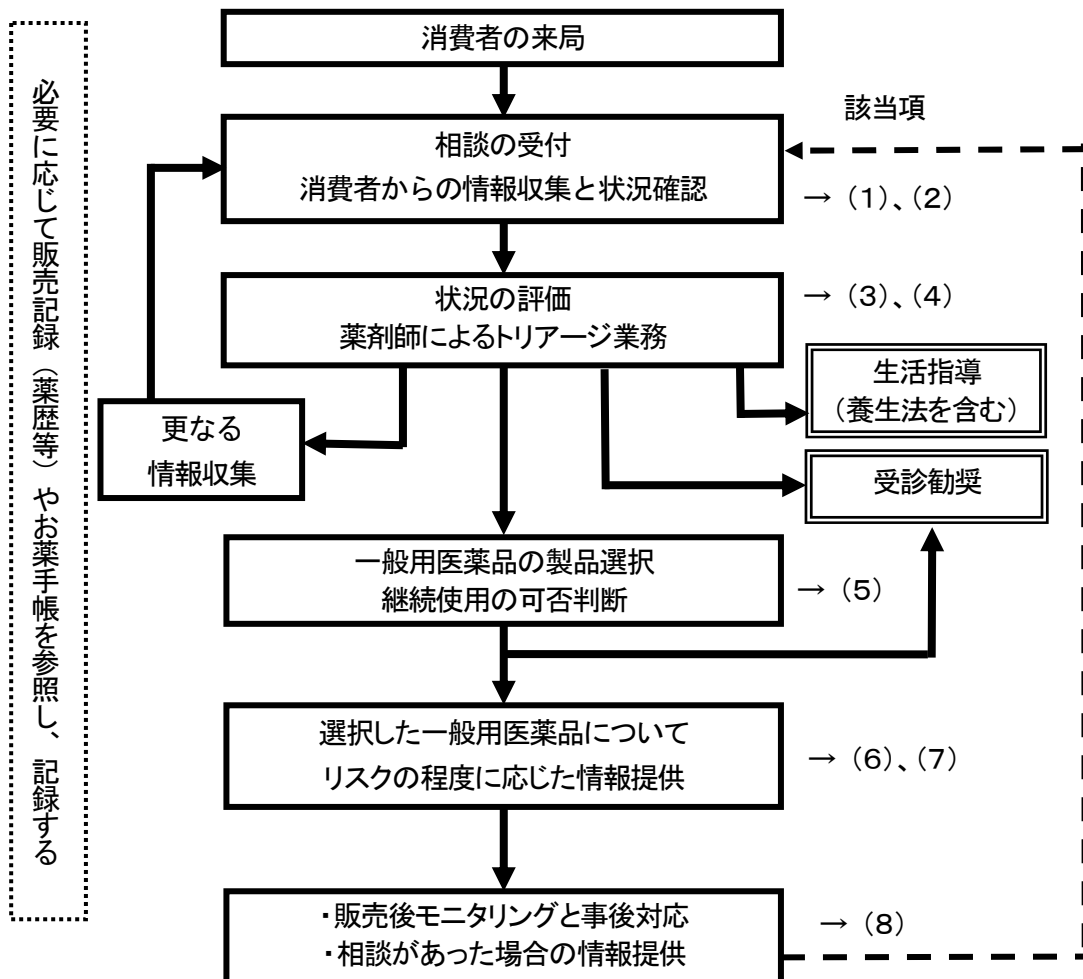 消費者の来局
必要に応じて販売記録（薬歴等）やお薬手帳を参照し、記録する
該当項
相談の受付
消費者からの情報収集と状況確認
→ （１）、（２）
状況の評価
薬剤師によるトリアージ業務
→ （３）、（４）
生活指導
（養生法を含む）
更なる
情報収集
受診勧奨
一般用医薬品の製品選択
継続使用の可否判断
→ （５）
選択した一般用医薬品について
リスクの程度に応じた情報提供
→ （６）、（７）
・販売後モニタリングと事後対応
・相談があった場合の情報提供
→ （８）